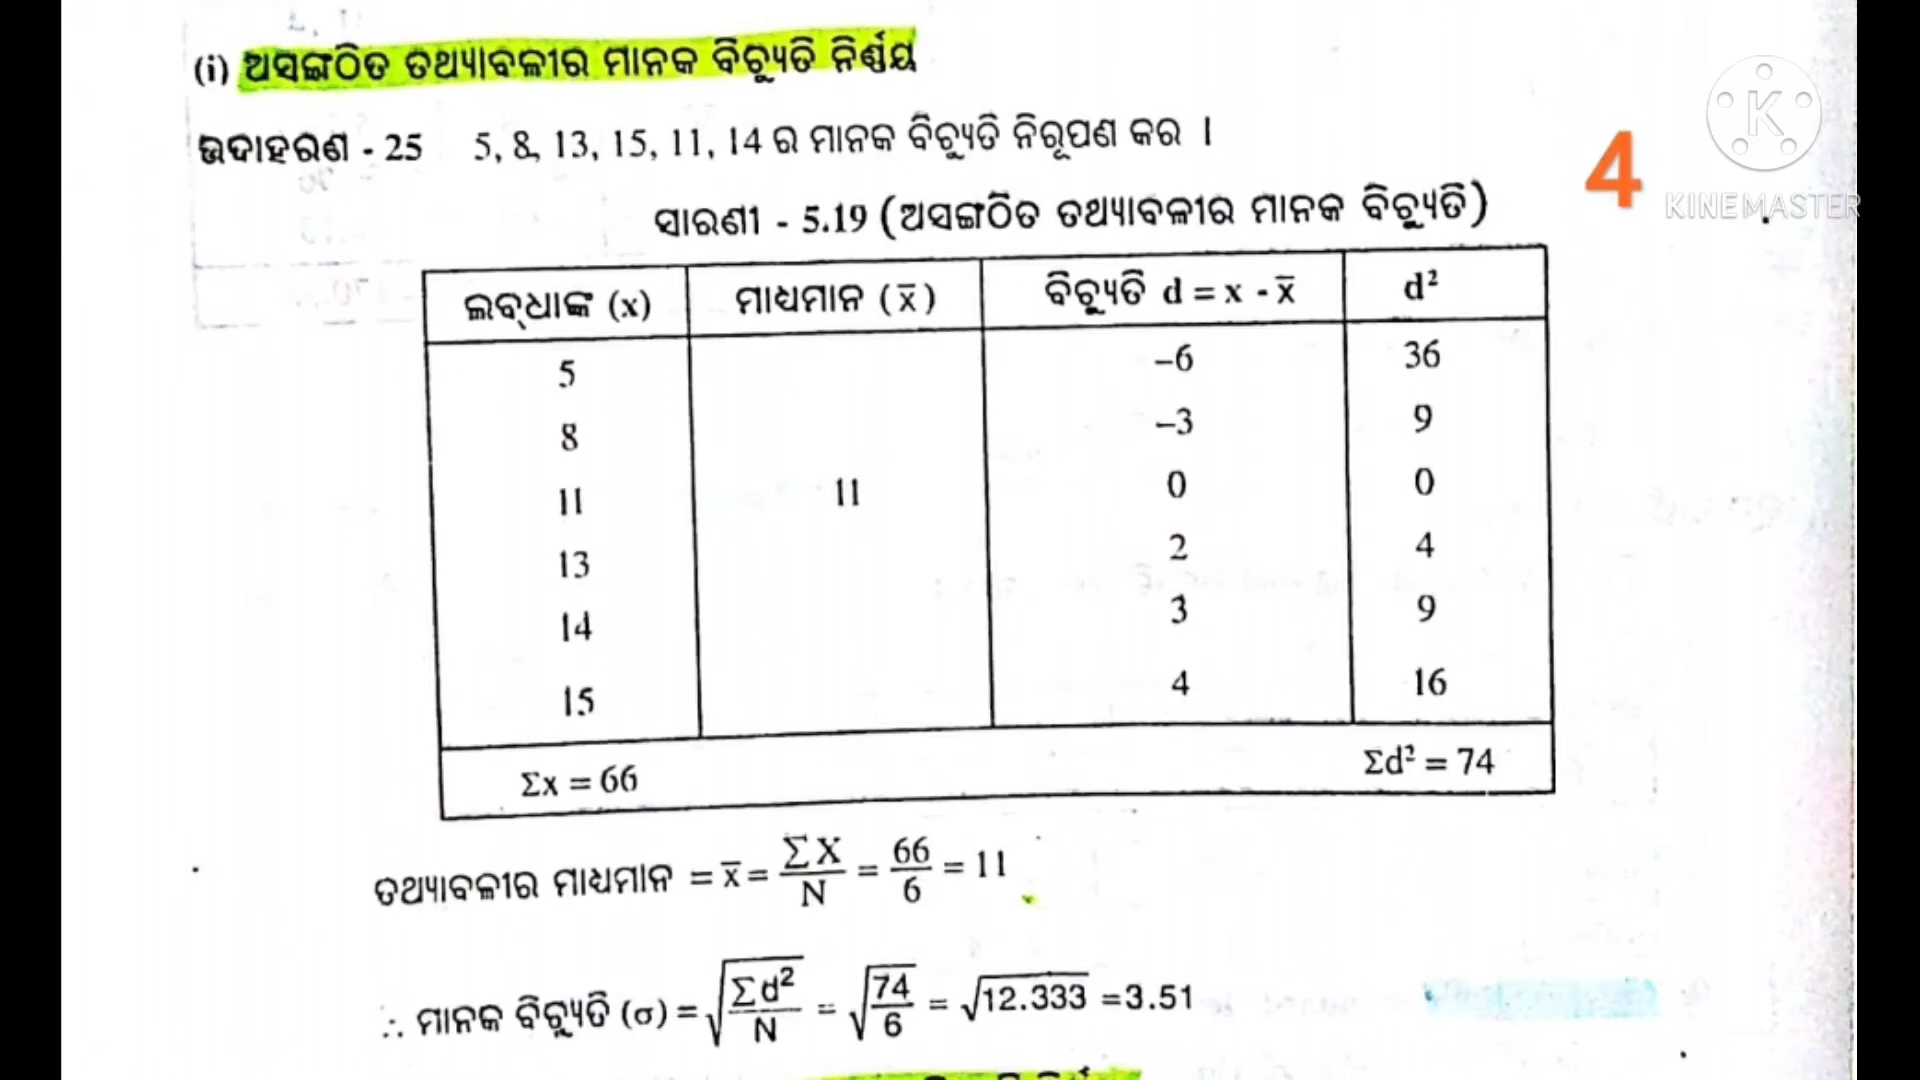 (i) ଅସଙ୍ଗଠିତ ତଥ୍ୟାବଳୀର ମାନକ ବିଚ୍ୟୁତି ନିର୍ଣ୍ଣୟ
ଉଦାହରଣ - 25 5, 8, 13, 15, 11, 14 ର ମାନକ ବିଚ୍ୟୁତି ନିରୂପଣ କର ।
4
K
KINEMASTER
ସାରଣୀ - 5.19 (ଅସଙ୍ଗଠିତ ତଥ୍ୟାବଳୀର ମାନକ ବିଚ୍ୟୁତି)
ଲବ୍ଧାଙ୍କ (x) ମାଧ୍ୟମାନ (x̅) ବିଚ୍ୟୁତି d = x - x̅ d²
5 –6 36
8 –3 9
11 11 0 0
13 2 4
14 3 9
15 4 16
Σx = 66 Σd² = 74
ତଥ୍ୟାବଳୀର ମାଧ୍ୟମାନ = x̅ = ΣX/N = 66/6 = 11
∴ ମାନକ ବିଚ୍ୟୁତି (σ) = √(Σd²/N) = √(74/6) = √12.333 = 3.51